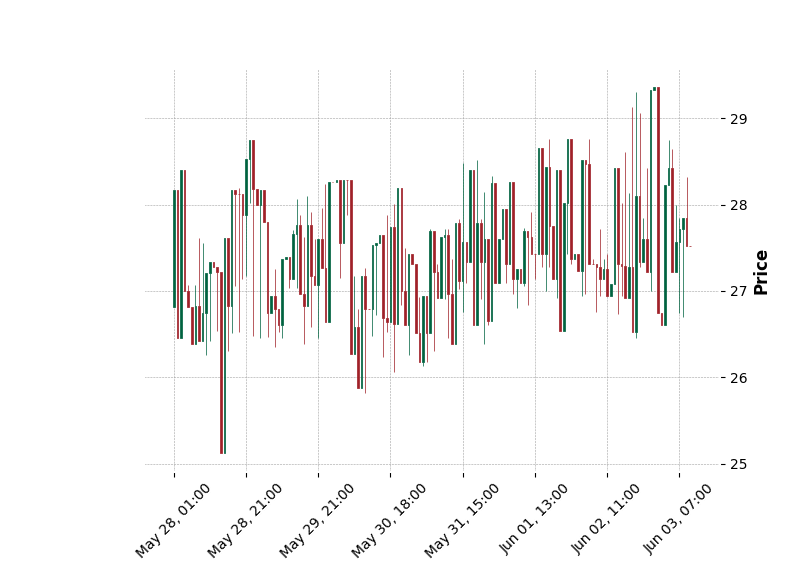 29
28
27
26
25
Price
May 28, 01:00
May 28, 21:00
May 29, 21:00
May 30, 18:00
May 31, 15:00
Jun 01, 13:00
Jun 02, 11:00
Jun 03, 07:00